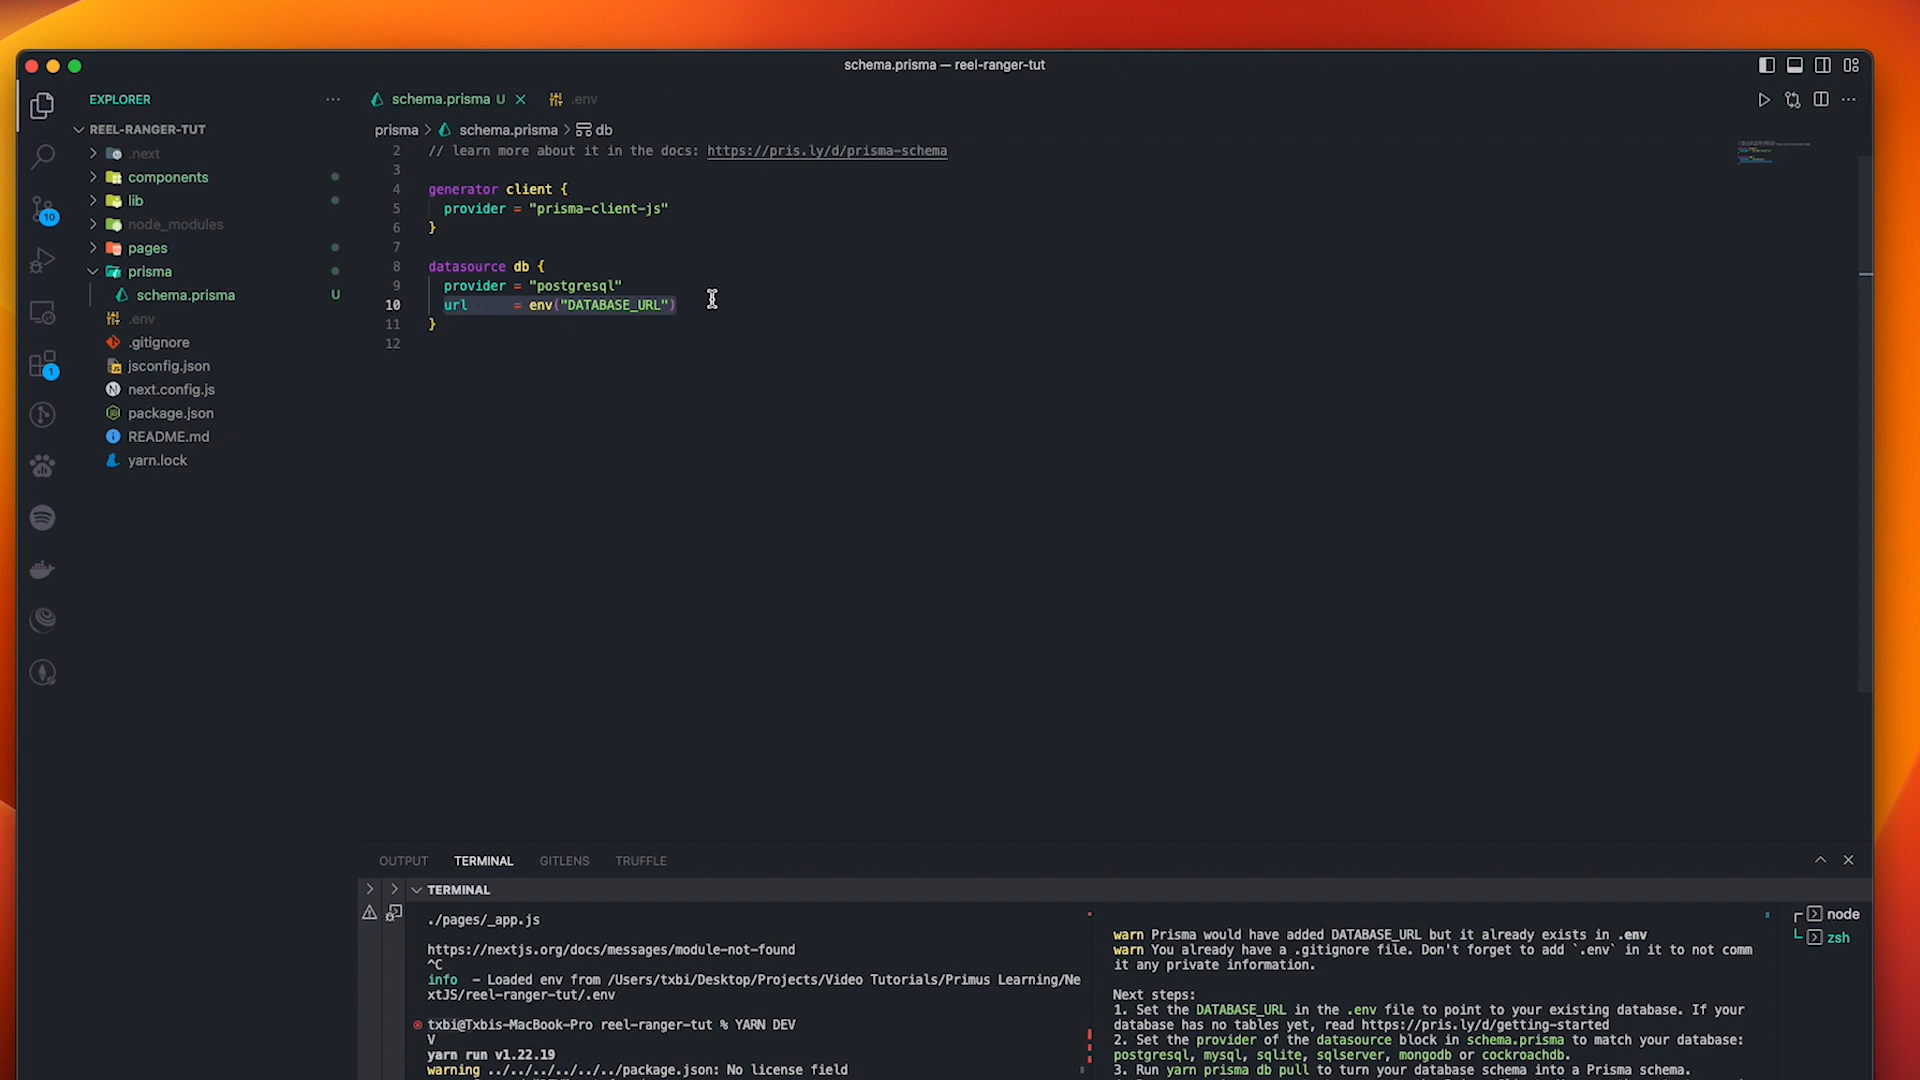 schema.prisma — reel-ranger-tut
EXPLORER
schema.prisma U
.env
REEL-RANGER-TUT
prisma > schema.prisma > db
.next
components
lib
node_modules
pages
prisma
schema.prisma U
.env
.gitignore
jsconfig.json
next.config.js
package.json
README.md
yarn.lock
10
1
2 // learn more about it in the docs: https://pris.ly/d/prisma-schema
3
4 generator client {
5 provider = "prisma-client-js"
6 }
7
8 datasource db {
9 provider = "postgresql"
10 url = env("DATABASE_URL")
11 }
12
OUTPUT TERMINAL GITLENS TRUFFLE
TERMINAL
./pages/_app.js
https://nextjs.org/docs/messages/module-not-found
^C
info - Loaded env from /Users/txbi/Desktop/Projects/Video Tutorials/Primus Learning/Ne
xtJS/reel-ranger-tut/.env
txbi@Txbis-MacBook-Pro reel-ranger-tut % YARN DEV
V
yarn run v1.22.19
warning ../../../../../../package.json: No license field
warn Prisma would have added DATABASE_URL but it already exists in .env
warn You already have a .gitignore file. Don't forget to add `.env` in it to not comm
it any private information.
Next steps:
1. Set the DATABASE_URL in the .env file to point to your existing database. If your
database has no tables yet, read https://pris.ly/d/getting-started
2. Set the provider of the datasource block in schema.prisma to match your database:
postgresql, mysql, sqlite, sqlserver, mongodb or cockroachdb.
3. Run yarn prisma db pull to turn your database schema into a Prisma schema.
node
zsh